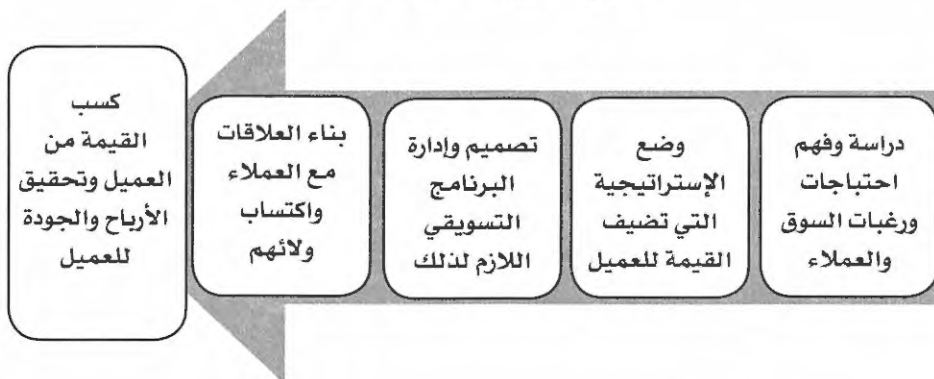 دراسة وفهم
احتباجات
ورغبات السوق
والعملاء
وضع
الإستراتيجية
التي تضيف
القيمة للعميل
تصميم وإدارة
البرنامج
التسويقي
اللازم لذلك
بناء العلاقات
مع العملاء
واكتساب
ولائهم
كسب
القيمة من
العميل وتحقيق
الأرباح والجودة
للعميل